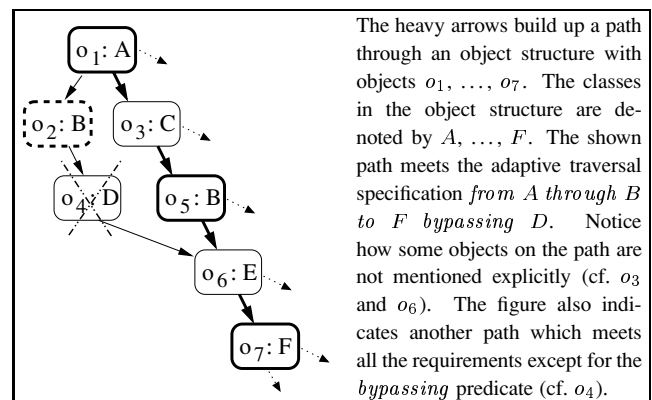 o1: A
o2: B
o3: C
o4: D
o5: B
o6: E
o7: F
The heavy arrows build up a path
through an object structure with
objects o1, ..., o7. The classes
in the object structure are de-
noted by A, ..., F. The shown
path meets the adaptive traversal
specification from A through B
to F bypassing D. Notice
how some objects on the path are
not mentioned explicitly (cf. o3
and o6). The figure also indi-
cates another path which meets
all the requirements except for the
bypassing predicate (cf. o4).